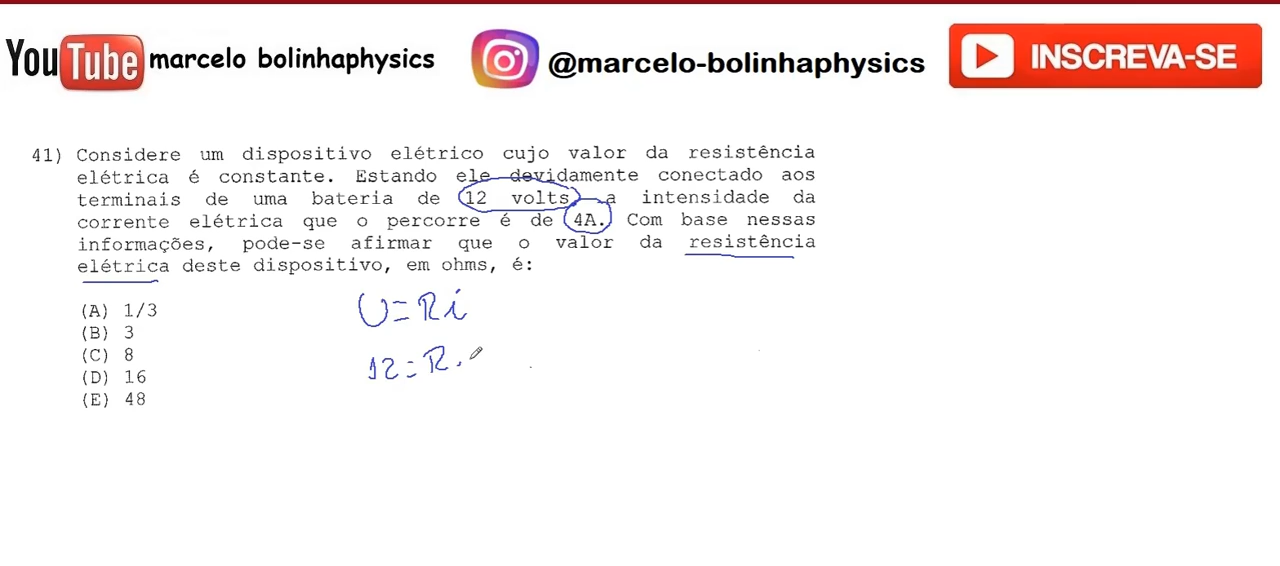 YouTube marcelo bolinhaphysics @marcelo-bolinhaphysics INSCREVA-SE
41) Considere um dispositivo elétrico cujo valor da resistência
elétrica é constante. Estando ele devidamente conectado aos
terminais de uma bateria de 12 volts, a intensidade da
corrente elétrica que o percorre é de 4A. Com base nessas
informações, pode-se afirmar que o valor da resistência
elétrica deste dispositivo, em ohms, é:
(A) 1/3
(B) 3
(C) 8
(D) 16
(E) 48
U=Ri
12=R.